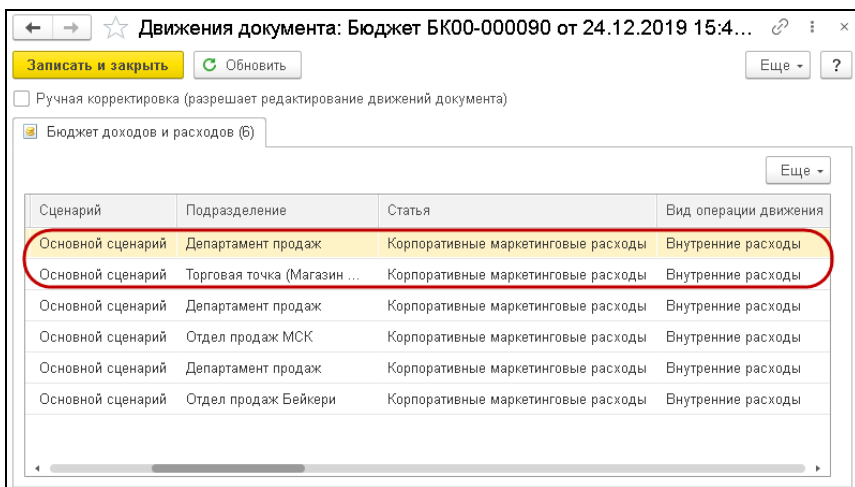 Движения документа: Бюджет БК00-000090 от 24.12.2019 15:4...
Записать и закрыть Обновить Еще ?
Ручная корректировка (разрешает редактирование движений документа)
Бюджет доходов и расходов (6)
Еще
Сценарий Подразделение Статья Вид операции движения
Основной сценарий Департамент продаж Корпоративные маркетинговые расходы Внутренние расходы
Основной сценарий Торговая точка (Магазин ... Корпоративные маркетинговые расходы Внутренние расходы
Основной сценарий Департамент продаж Корпоративные маркетинговые расходы Внутренние расходы
Основной сценарий Отдел продаж МСК Корпоративные маркетинговые расходы Внутренние расходы
Основной сценарий Департамент продаж Корпоративные маркетинговые расходы Внутренние расходы
Основной сценарий Отдел продаж Бейкери Корпоративные маркетинговые расходы Внутренние расходы